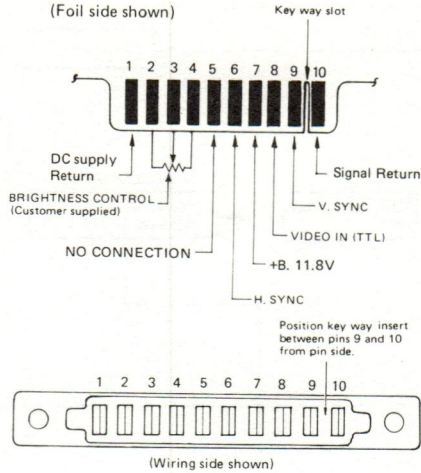 (Foil side shown)
Key way slot
1 2 3 4 5 6 7 8 9 10
DC supply
Return
Signal Return
BRIGHTNESS CONTROL
(Customer supplied)
V. SYNC
VIDEO IN (TTL)
NO CONNECTION
+B. 11.8V
H. SYNC
Position key way insert
between pins 9 and 10
from pin side.
1 2 3 4 5 6 7 8 9 10
(Wiring side shown)